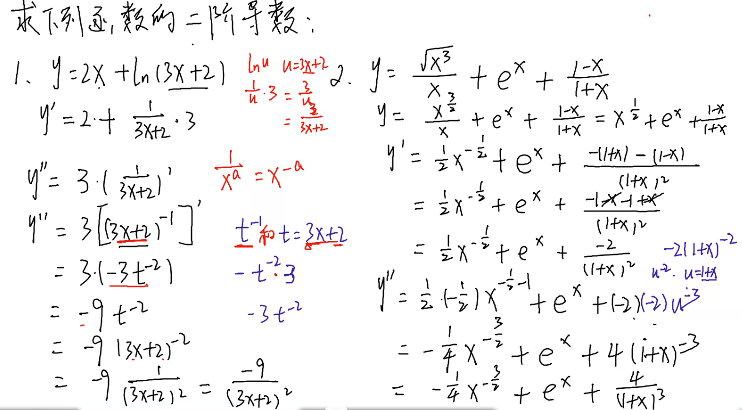 求下列函数的二阶导数:
1、y=2x+ln(3x+2)
y'=2+\frac{1}{3x+2}·3
y''=3·(\frac{1}{3x+2})'
y''=3[(3x+2)^{-1}]'
=3·(-3t^{-2})
=-9t^{-2}
=-9(3x+2)^{-2}
=-9\frac{1}{(3x+2)^2}=\frac{-9}{(3x+2)^2}
lnu u=3x+2
\frac{1}{u}·3=\frac{3}{u}
=\frac{3}{3x+2}
\frac{1}{x^a}=x^{-a}
t^{-1}和t=3x+2
-t^{-2}·3
-3t^{-2}
2、y=\frac{\sqrt{x^3}}{x}+e^x+\frac{1-x}{1+x}
y=\frac{x^{\frac{3}{2}}}{x}+e^x+\frac{1-x}{1+x}=x^{\frac{1}{2}}+e^x+\frac{1-x}{1+x}
y'=\frac{1}{2}x^{-\frac{1}{2}}+e^x+\frac{-(1+x)-(1-x)}{(1+x)^2}
=\frac{1}{2}x^{-\frac{1}{2}}+e^x+\frac{-1-x-1+x}{(1+x)^2}
=\frac{1}{2}x^{-\frac{1}{2}}+e^x+\frac{-2}{(1+x)^2}
-2(1+x)^{-2}
u^{-2}. u=1+x
y''=\frac{1}{2}·(-\frac{1}{2})x^{-\frac{1}{2}-1}+e^x+(-2)(-2)u^{-3}
=-\frac{1}{4}x^{-\frac{3}{2}}+e^x+4(1+x)^{-3}
=-\frac{1}{4}x^{-\frac{3}{2}}+e^x+\frac{4}{(1+x)^3}